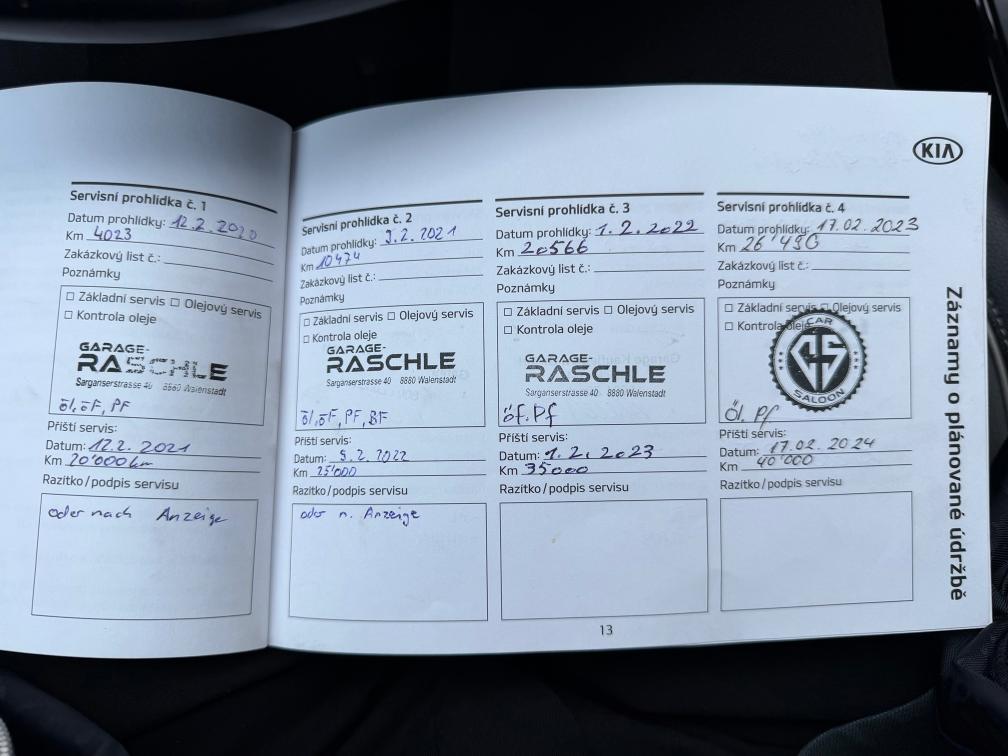 KIA
Záznamy o plánované údržbě
Servisní prohlídka č. 1
Datum prohlídky: 12.2.2020
Km 4023
Zakázkový list č.:
Poznámky
Základní servis Olejový servis
Kontrola oleje
GARAGE-
RASCHLE
Sarganserstrasse 40 8880 Walenstadt
öl, öF, PF
Příští servis:
Datum: 12.2. 2021
Km 20'000 km
Razítko/podpis servisu
oder nach Anzeige
Servisní prohlídka č. 2
Datum prohlídky: 9.2. 2021
Km 10474
Zakázkový list č.:
Poznámky
Základní servis Olejový servis
Kontrola oleje
GARAGE-
RASCHLE
Sarganserstrasse 40 8880 Walenstadt
öl, öF, PF, BF
Příští servis:
Datum: 9.2. 2022
Km 25'000
Razítko/podpis servisu
oder n. Anzeige
Servisní prohlídka č. 3
Datum prohlídky: 1.2.2022
Km 20566
Zakázkový list č.:
Poznámky
Základní servis Olejový servis
Kontrola oleje
GARAGE-
RASCHLE
Sarganserstrasse 40 8880 Walenstadt
öf. Pf
Příští servis:
Datum: 1.2.2023
Km 35000
Razítko/podpis servisu
Servisní prohlídka č. 4
Datum prohlídky: 17.02.2023
Km 26'490
Zakázkový list č.:
Poznámky
Základní servis Olejový servis
Kontrola oleje
CAR
SALOON
öl. Pf
Příští servis:
Datum: 17.02.2024
Km 40'000
Razítko/podpis servisu
13